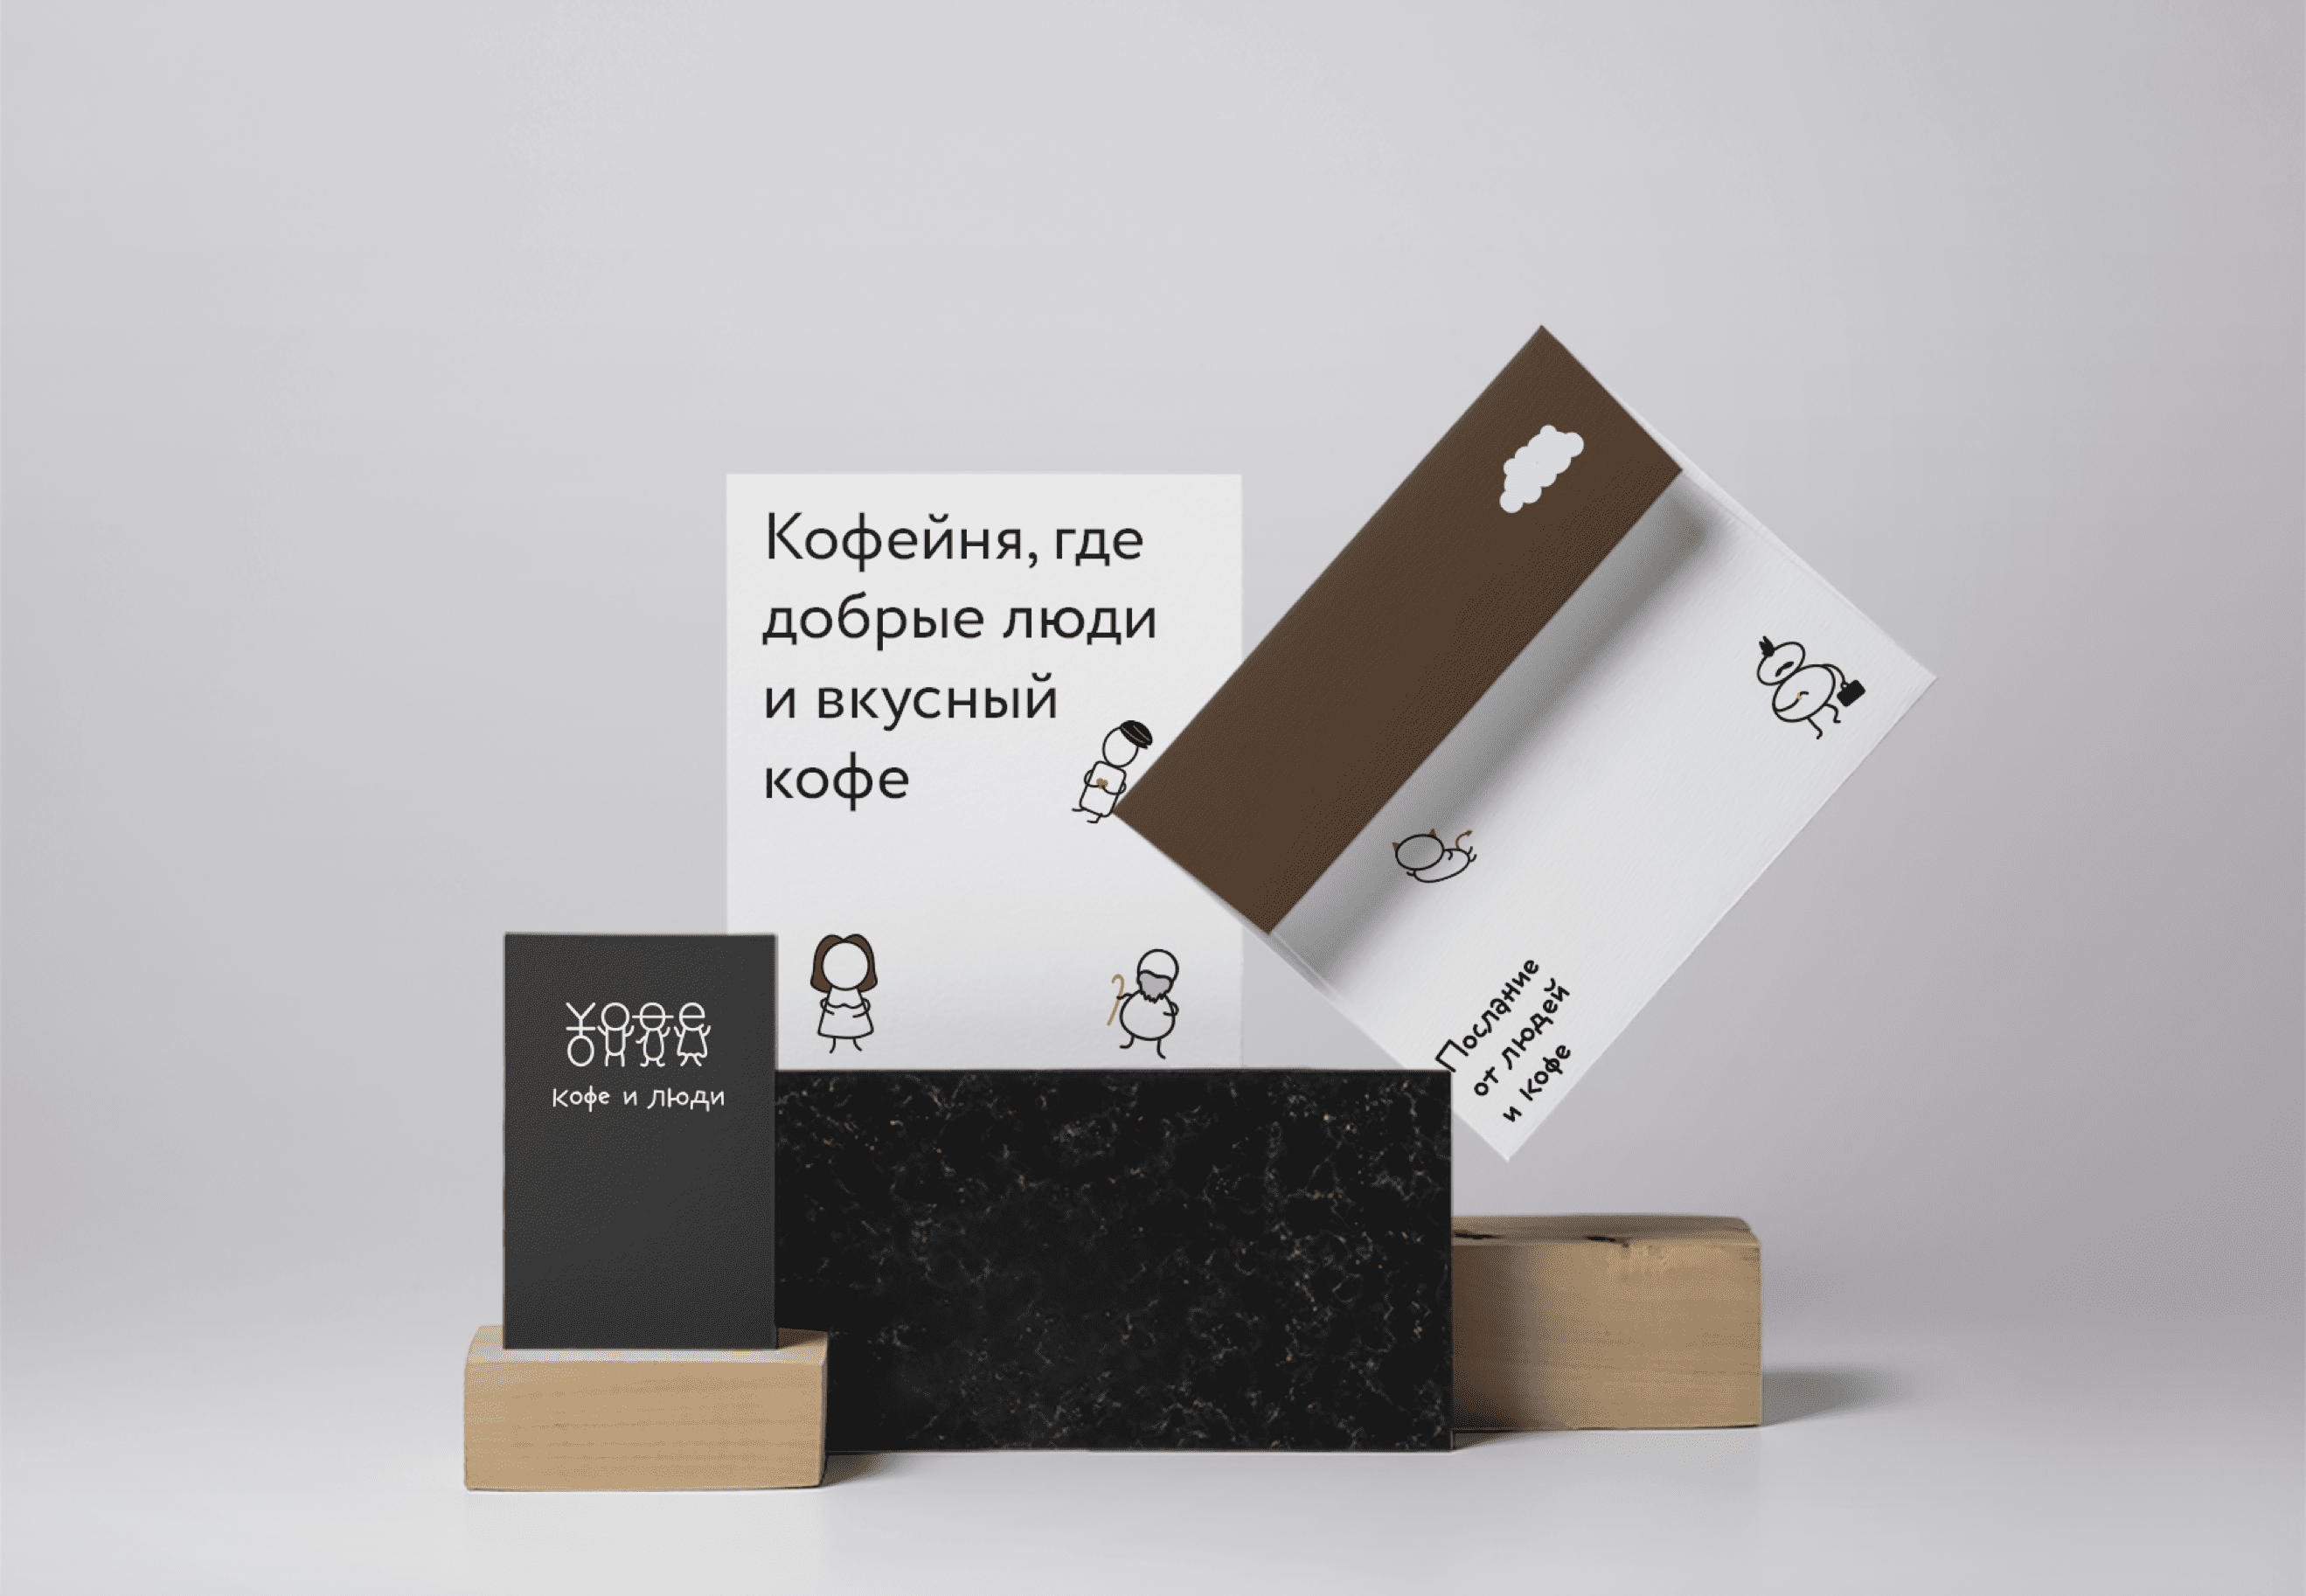 Кофейня, где
добрые люди
и вкусный
кофе
кофе и люди
Послание
от людей
и кофе